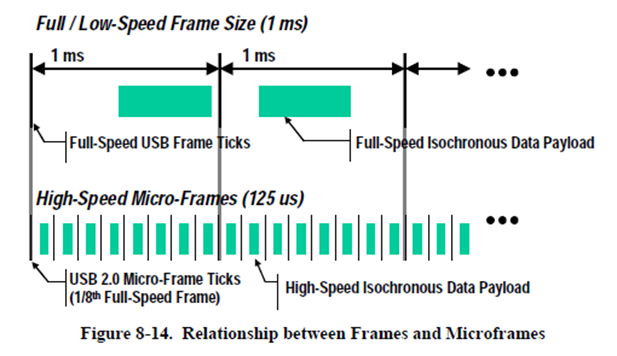 Full / Low-Speed Frame Size (1 ms)
1 ms 1 ms
Full-Speed USB Frame Ticks Full-Speed Isochronous Data Payload
High-Speed Micro-Frames (125 us)
USB 2.0 Micro-Frame Ticks
(1/8th Full-Speed Frame)
High-Speed Isochronous Data Payload
Figure 8-14. Relationship between Frames and Microframes